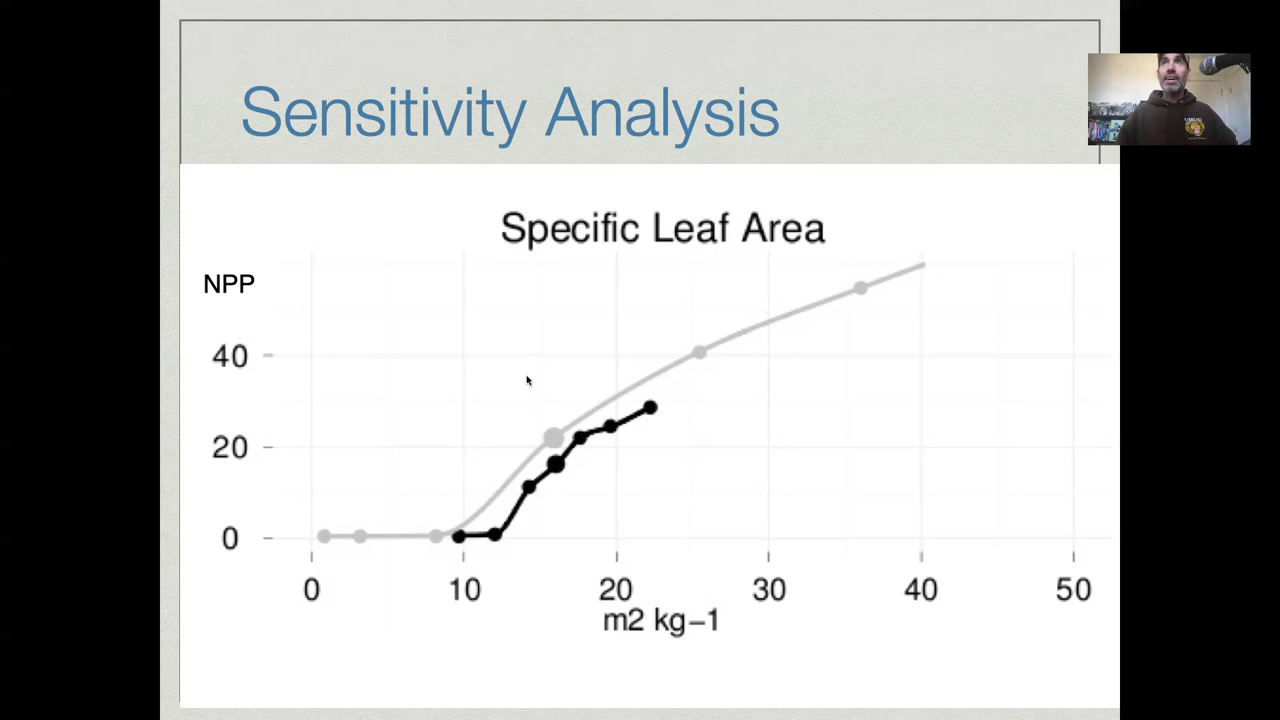 Sensitivity Analysis
Specific Leaf Area
NPP
40
20
0
0 10 20 30 40 50
m2 kg−1